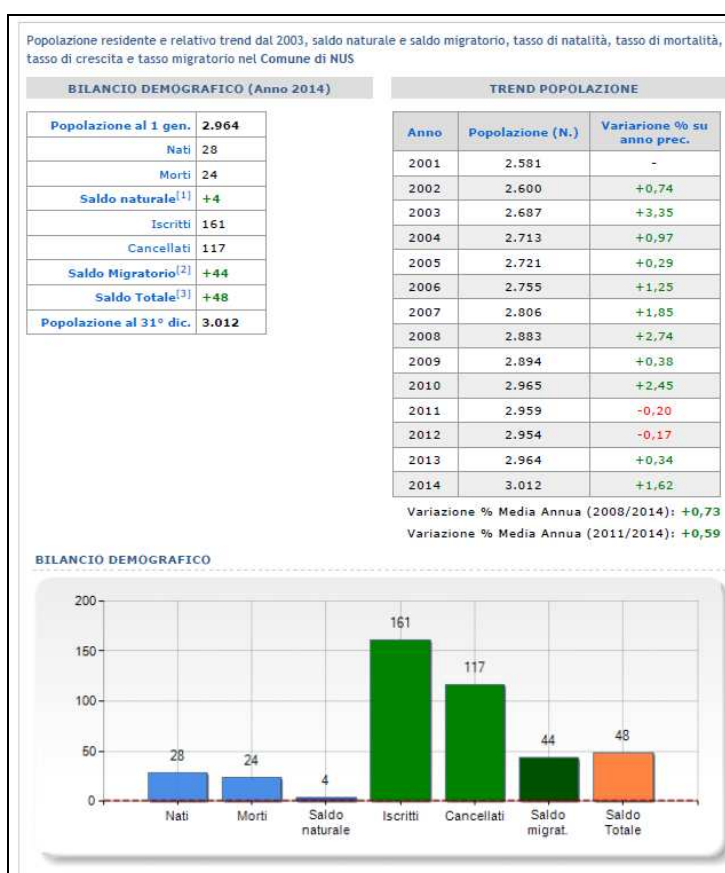 Popolazione residente e relativo trend dal 2003, saldo naturale e saldo migratorio, tasso di natalità, tasso di mortalità,
tasso di crescita e tasso migratorio nel Comune di NUS
BILANCIO DEMOGRAFICO (Anno 2014)
Popolazione al 1 gen. 2.964
Nati 28
Morti 24
Saldo naturale[1] +4
Iscritti 161
Cancellati 117
Saldo Migratorio[2] +44
Saldo Totale[3] +48
Popolazione al 31° dic. 3.012
TREND POPOLAZIONE
Anno Popolazione (N.) Variarione % su
anno prec.
2001 2.581 -
2002 2.600 +0,74
2003 2.687 +3,35
2004 2.713 +0,97
2005 2.721 +0,29
2006 2.755 +1,25
2007 2.806 +1,85
2008 2.883 +2,74
2009 2.894 +0,38
2010 2.965 +2,45
2011 2.959 -0,20
2012 2.954 -0,17
2013 2.964 +0,34
2014 3.012 +1,62
Variazione % Media Annua (2008/2014): +0,73
Variazione % Media Annua (2011/2014): +0,59
BILANCIO DEMOGRAFICO
200
150
100
50
0
28
24
4
161
117
44
48
Nati Morti Saldo naturale Iscritti Cancellati Saldo migrat. Saldo Totale